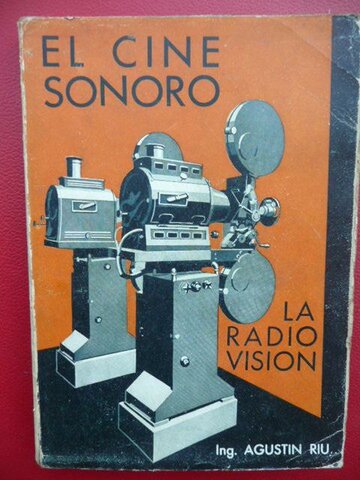 EL CINE
SONORO
LA
RADIO
VISION
Ing. AGUSTIN RIU